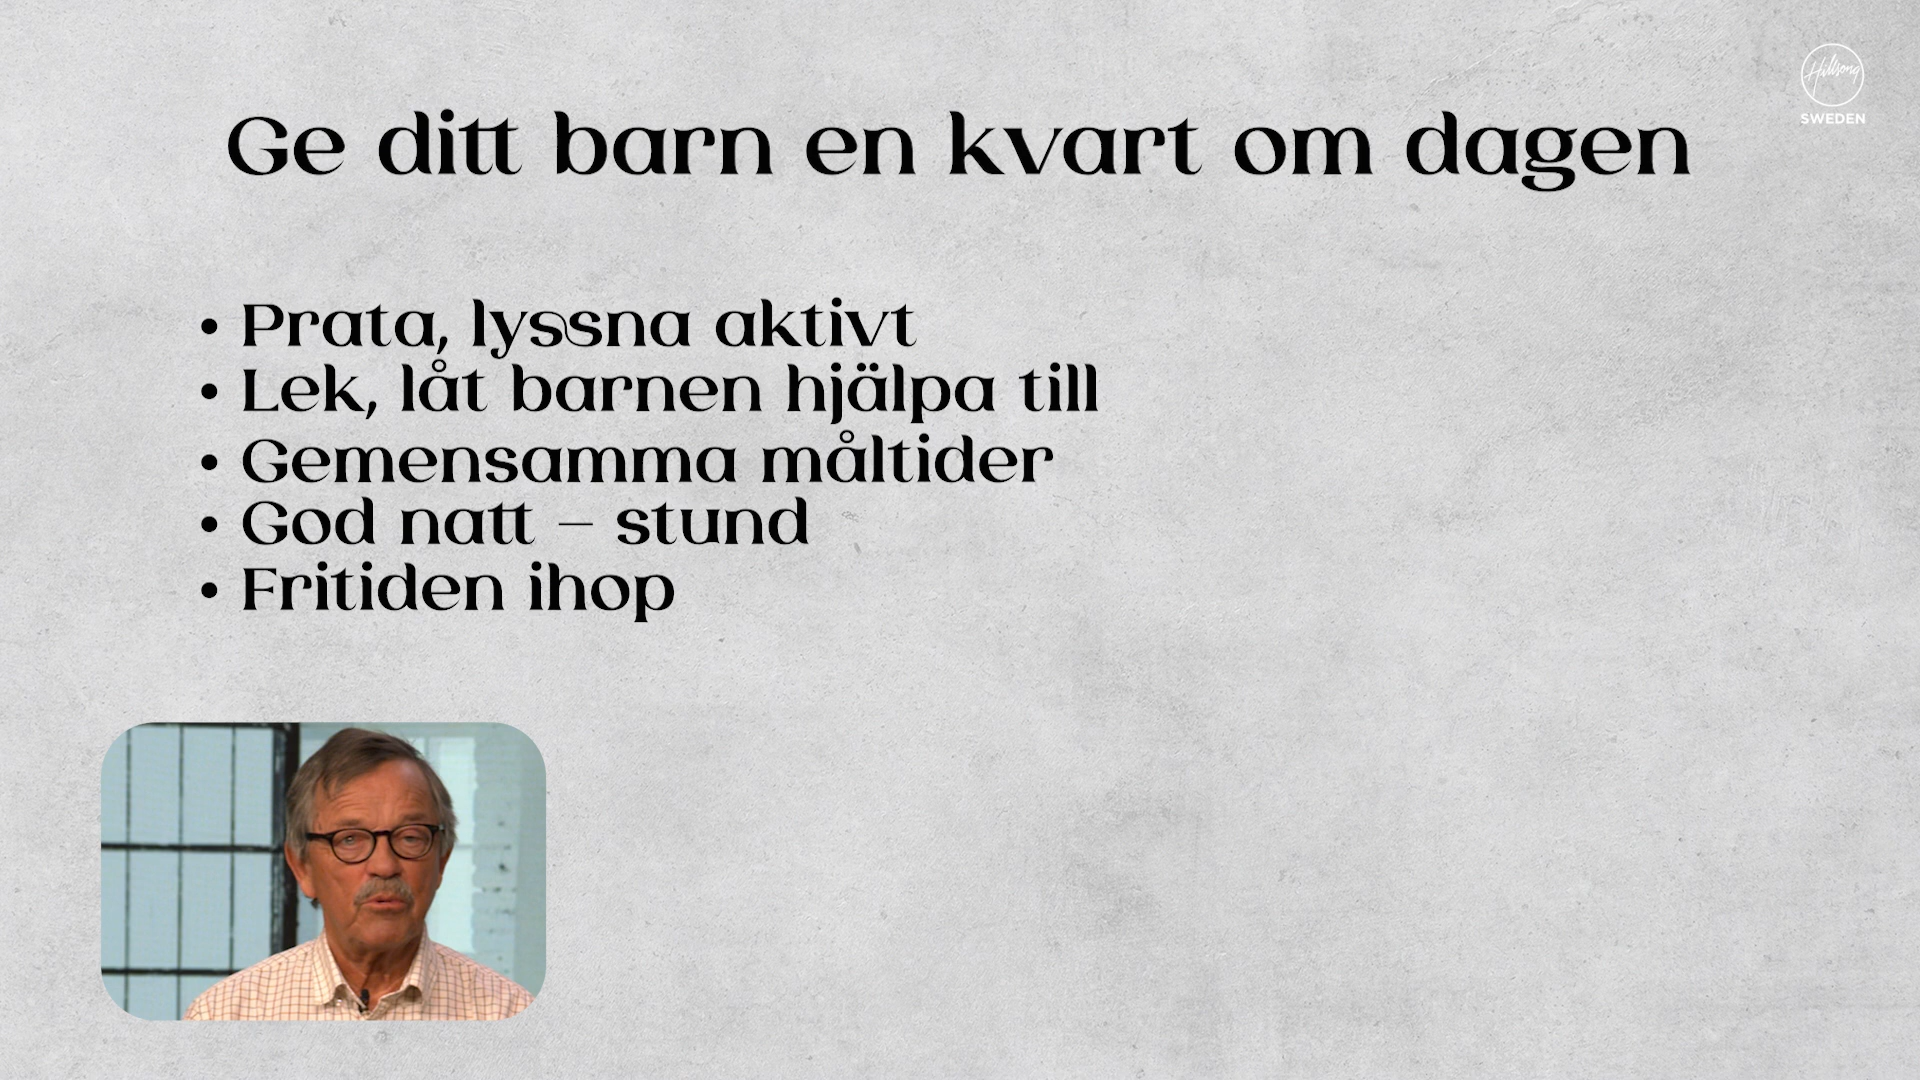 Hillsong
SWEDEN
Ge ditt barn en kvart om dagen
• Prata, lyssna aktivt
• Lek, låt barnen hjälpa till
• Gemensamma måltider
• God natt – stund
• Fritiden ihop